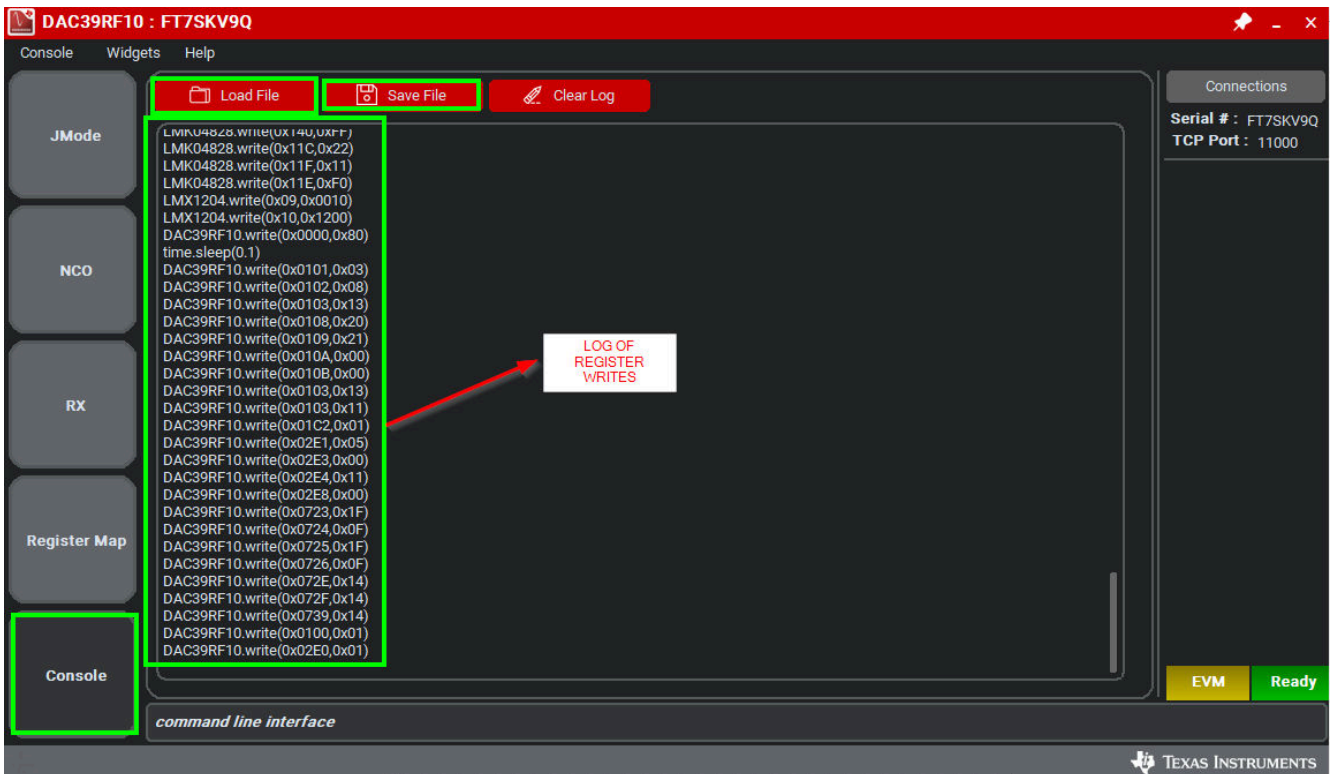 DAC39RF10 : FT7SKV9Q
Console Widgets Help
JMode
NCO
RX
Register Map
Console
Load File
Save File
Clear Log
LMK04828.write(0x140,0xFF)
LMK04828.write(0x11C,0x22)
LMK04828.write(0x11F,0x11)
LMK04828.write(0x11E,0xF0)
LMX1204.write(0x09,0x0010)
LMX1204.write(0x10,0x1200)
DAC39RF10.write(0x0000,0x80)
time.sleep(0.1)
DAC39RF10.write(0x0101,0x03)
DAC39RF10.write(0x0102,0x08)
DAC39RF10.write(0x0103,0x13)
DAC39RF10.write(0x0108,0x20)
DAC39RF10.write(0x0109,0x21)
DAC39RF10.write(0x010A,0x00)
DAC39RF10.write(0x010B,0x00)
DAC39RF10.write(0x0103,0x13)
DAC39RF10.write(0x0103,0x11)
DAC39RF10.write(0x01C2,0x01)
DAC39RF10.write(0x02E1,0x05)
DAC39RF10.write(0x02E3,0x00)
DAC39RF10.write(0x02E4,0x11)
DAC39RF10.write(0x02E8,0x00)
DAC39RF10.write(0x0723,0x1F)
DAC39RF10.write(0x0724,0x0F)
DAC39RF10.write(0x0725,0x1F)
DAC39RF10.write(0x0726,0x0F)
DAC39RF10.write(0x072E,0x14)
DAC39RF10.write(0x072F,0x14)
DAC39RF10.write(0x0739,0x14)
DAC39RF10.write(0x0100,0x01)
DAC39RF10.write(0x02E0,0x01)
LOG OF
REGISTER
WRITES
command line interface
Connections
Serial # : FT7SKV9Q
TCP Port : 11000
EVM
Ready
TEXAS INSTRUMENTS